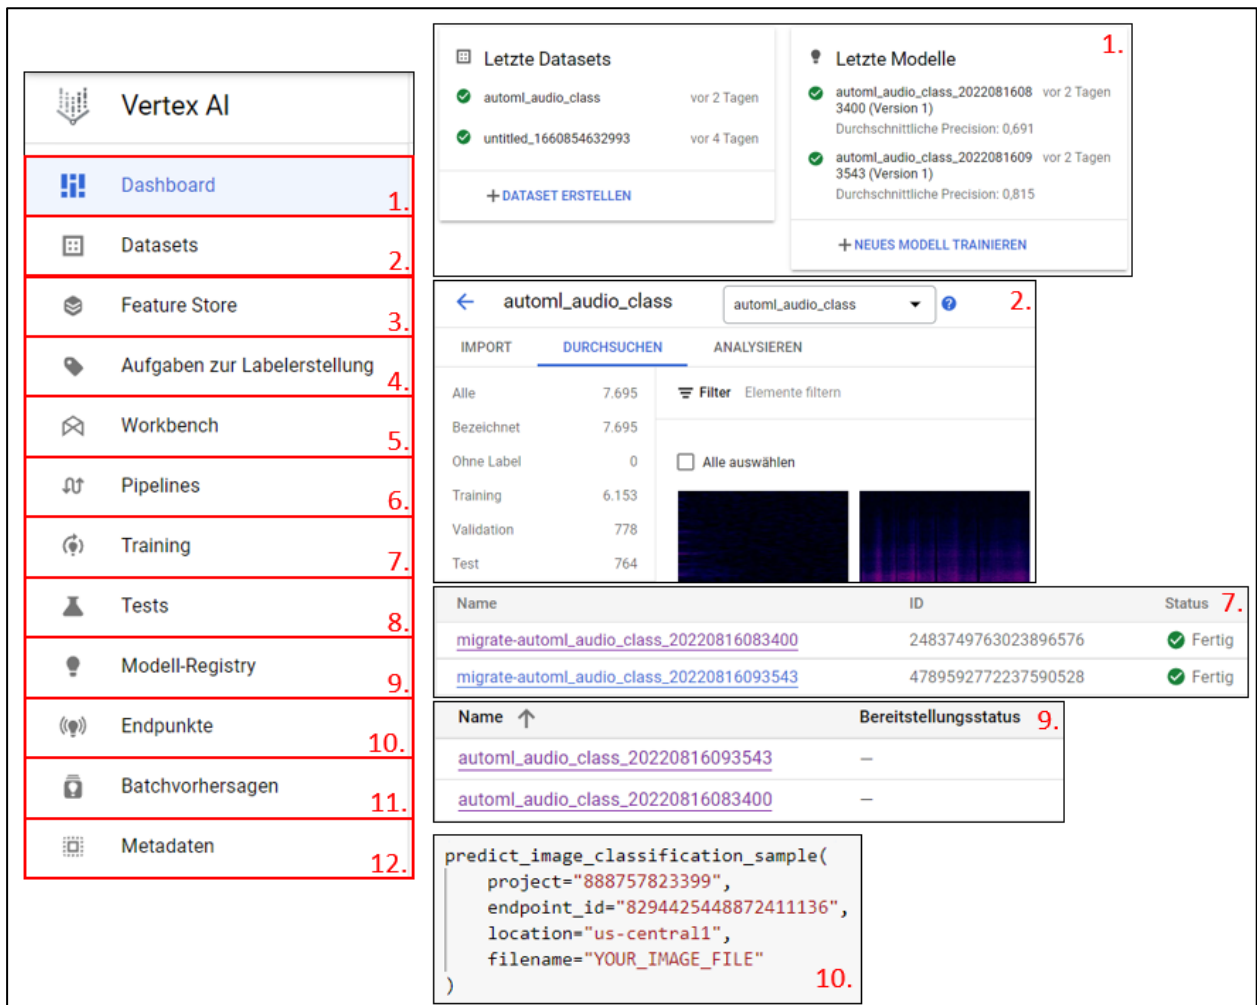 Vertex AI
Dashboard
1.
Datasets
2.
Feature Store
3.
Aufgaben zur Labelerstellung
4.
Workbench
5.
Pipelines
6.
Training
7.
Tests
8.
Modell-Registry
9.
Endpunkte
10.
Batchvorhersagen
11.
Metadaten
12.
Letzte Datasets
automl_audio_class vor 2 Tagen
untitled_1660854632993 vor 4 Tagen
+ DATASET ERSTELLEN
1.
Letzte Modelle
automl_audio_class_2022081608 vor 2 Tagen
3400 (Version 1)
Durchschnittliche Precision: 0,691
automl_audio_class_2022081609 vor 2 Tagen
3543 (Version 1)
Durchschnittliche Precision: 0,815
+ NEUES MODELL TRAINIEREN
automl_audio_class automl_audio_class ? 2.
IMPORT DURCHSUCHEN ANALYSIEREN
Alle 7.695
Bezeichnet 7.695
Ohne Label 0
Training 6.153
Validation 778
Test 764
Filter Elemente filtern
Alle auswählen
Name ID Status 7.
migrate-automl_audio_class_20220816083400 2483749763023896576 Fertig
migrate-automl_audio_class_20220816093543 4789592772237590528 Fertig
Name Bereitstellungsstatus 9.
automl_audio_class_20220816093543 –
automl_audio_class_20220816083400 –
predict_image_classification_sample(
project="888757823399",
endpoint_id="8294425448872411136",
location="us-central1",
filename="YOUR_IMAGE_FILE"
)
10.